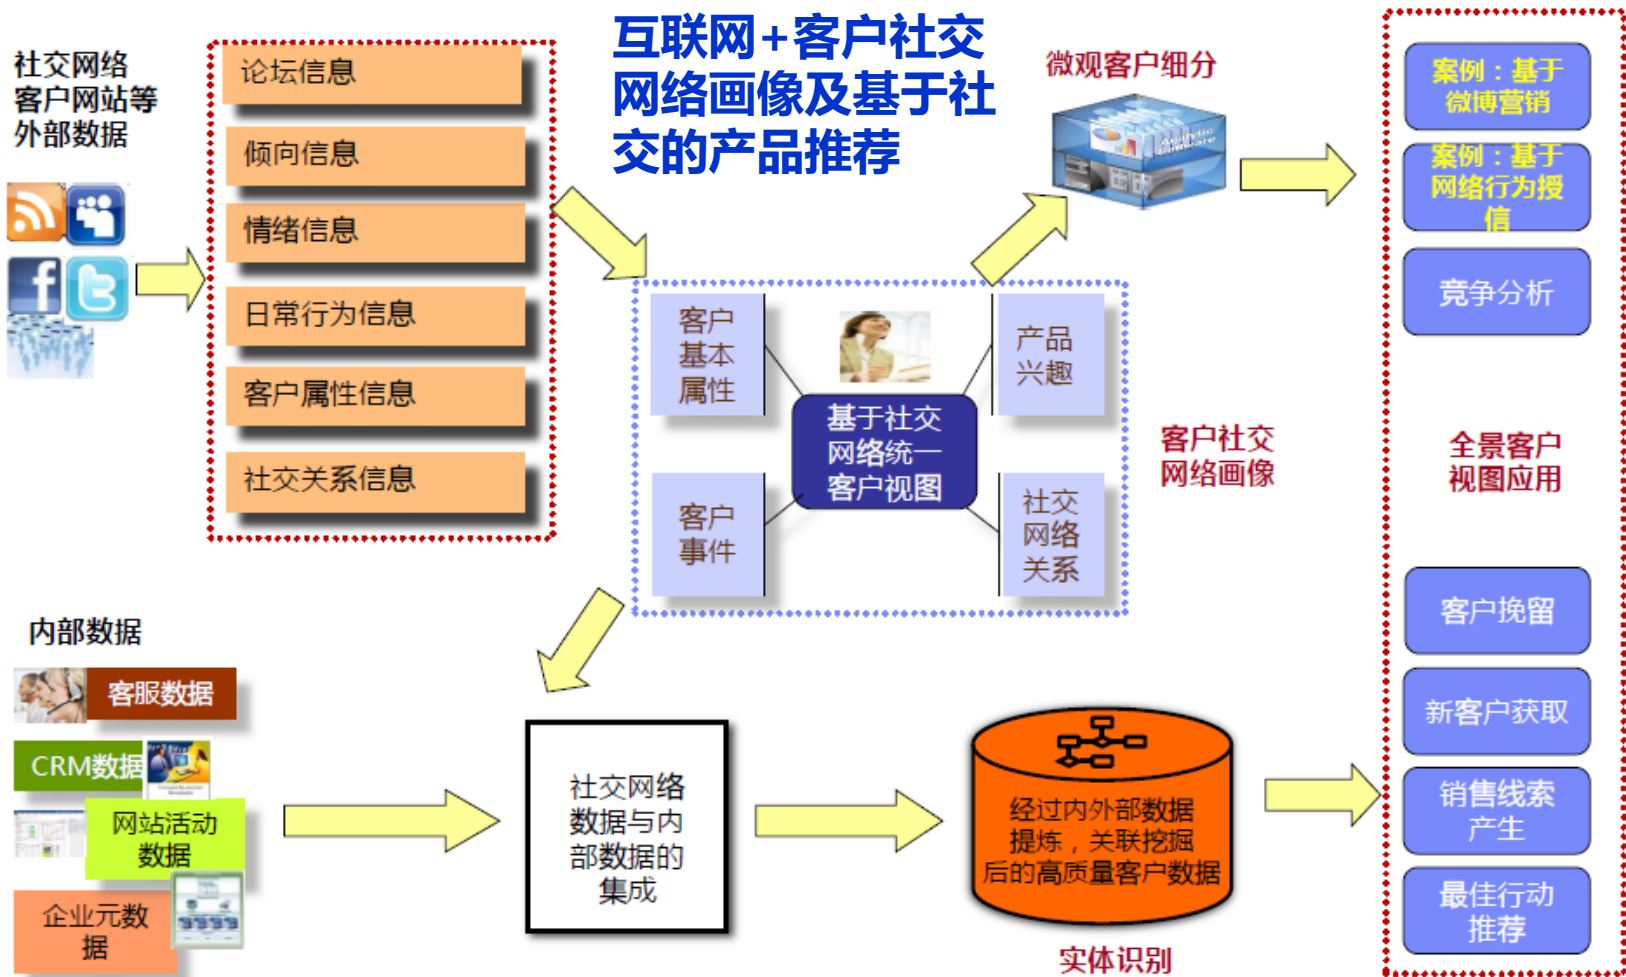 互联网+客户社交
网络画像及基于社
交的产品推荐
社交网络
客户网站等
外部数据
论坛信息
倾向信息
情绪信息
日常行为信息
客户属性信息
社交关系信息
微观客户细分
案例：基于
微博营销
案例：基于
网络行为授
信
竞争分析
客户
基本
属性
产品
兴趣
基于社交
网络统一
客户视图
客户
事件
社交
网络
关系
客户社交
网络画像
全景客户
视图应用
内部数据
客服数据
CRM数据
网站活动
数据
企业元数
据
社交网络
数据与内
部数据的
集成
经过内外部数据
提炼，关联挖掘
后的高质量客户数据
实体识别
客户挽留
新客户获取
销售线索
产生
最佳行动
推荐